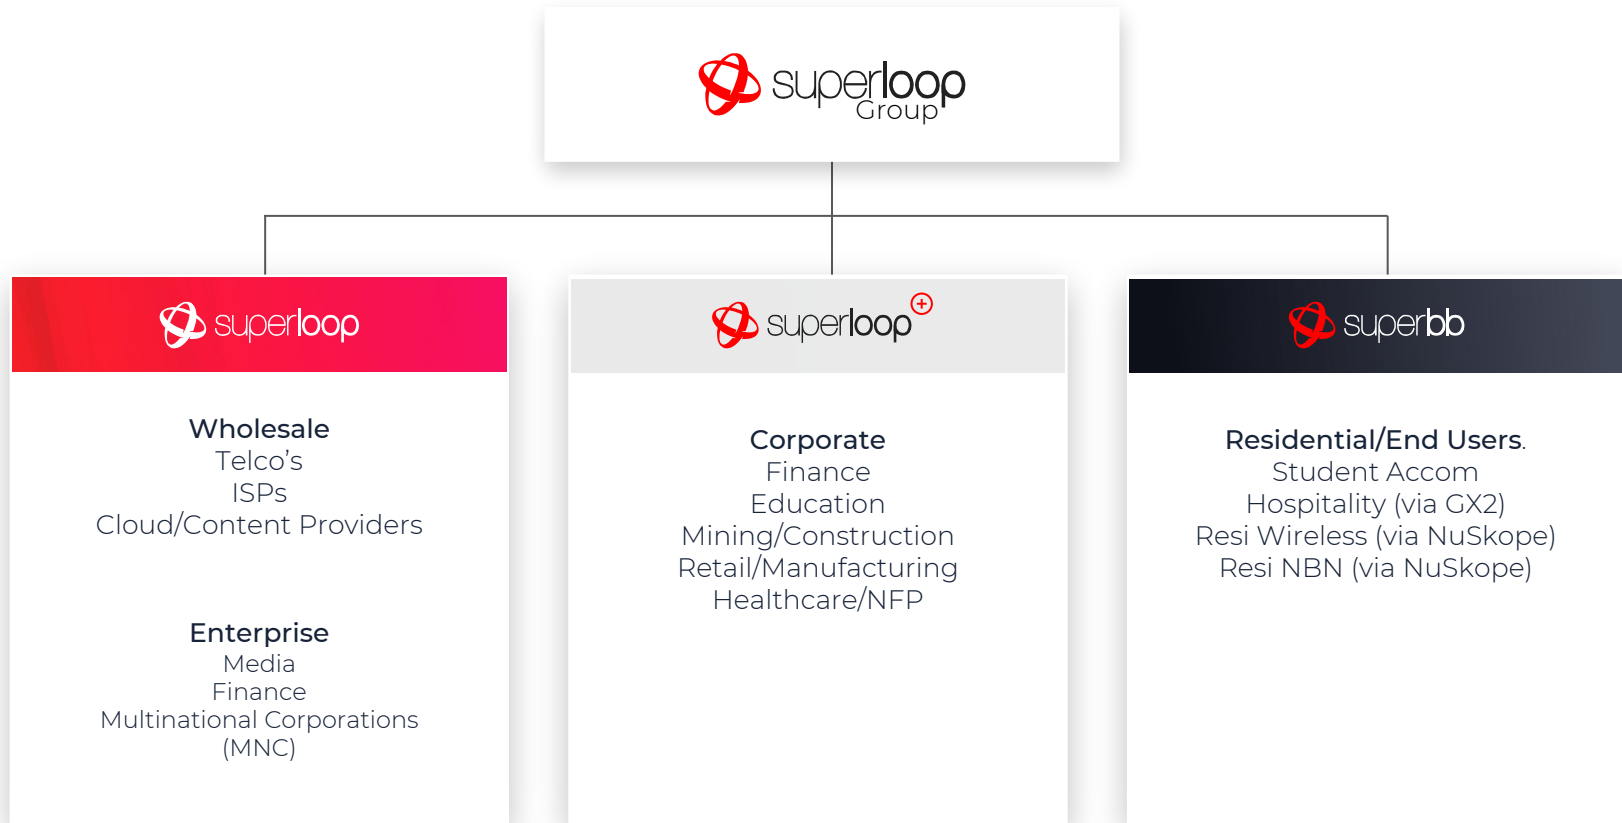 superloop
Group
superloop
Wholesale
Telco’s
ISPs
Cloud/Content Providers
Enterprise
Media
Finance
Multinational Corporations
(MNC)
superloop+
Corporate
Finance
Education
Mining/Construction
Retail/Manufacturing
Healthcare/NFP
superbb
Residential/End Users.
Student Accom
Hospitality (via GX2)
Resi Wireless (via NuSkope)
Resi NBN (via NuSkope)